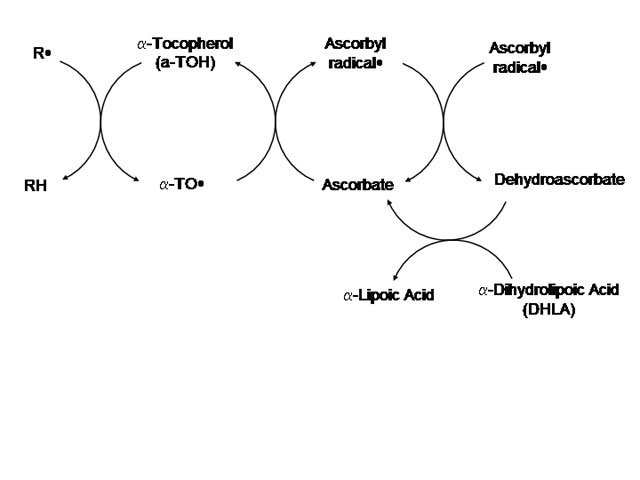 R•
α-Tocopherol
(a-TOH)
Ascorbyl
radical•
Ascorbyl
radical•
RH
α-TO•
Ascorbate
Dehydroascorbate
α-Lipoic Acid
α-Dihydrolipoic Acid
(DHLA)